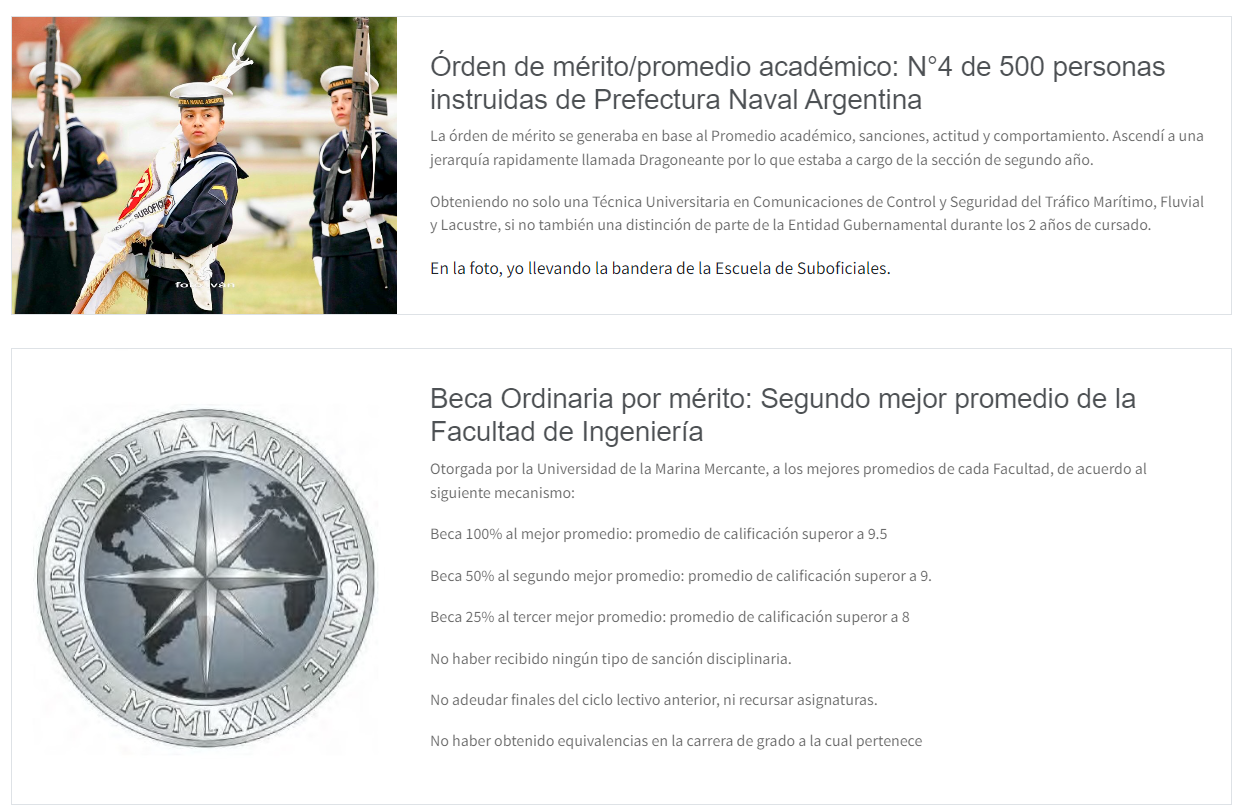 Órden de mérito/promedio académico: N°4 de 500 personas
instruidas de Prefectura Naval Argentina
La órden de mérito se generaba en base al Promedio académico, sanciones, actitud y comportamiento. Ascendí a una
jerarquía rapidamente llamada Dragoneante por lo que estaba a cargo de la sección de segundo año.
Obteniendo no solo una Técnica Universitaria en Comunicaciones de Control y Seguridad del Tráfico Marítimo, Fluvial
y Lacustre, si no también una distinción de parte de la Entidad Gubernamental durante los 2 años de cursado.
En la foto, yo llevando la bandera de la Escuela de Suboficiales.
Beca Ordinaria por mérito: Segundo mejor promedio de la
Facultad de Ingeniería
Otorgada por la Universidad de la Marina Mercante, a los mejores promedios de cada Facultad, de acuerdo al
siguiente mecanismo:
Beca 100% al mejor promedio: promedio de calificación superor a 9.5
Beca 50% al segundo mejor promedio: promedio de calificación superor a 9.
Beca 25% al tercer mejor promedio: promedio de calificación superor a 8
No haber recibido ningún tipo de sanción disciplinaria.
No adeudar finales del ciclo lectivo anterior, ni recursar asignaturas.
No haber obtenido equivalencias en la carrera de grado a la cual pertenece
UNIVERSIDAD DE LA MARINA MERCANTE
- MCMLXXIV -